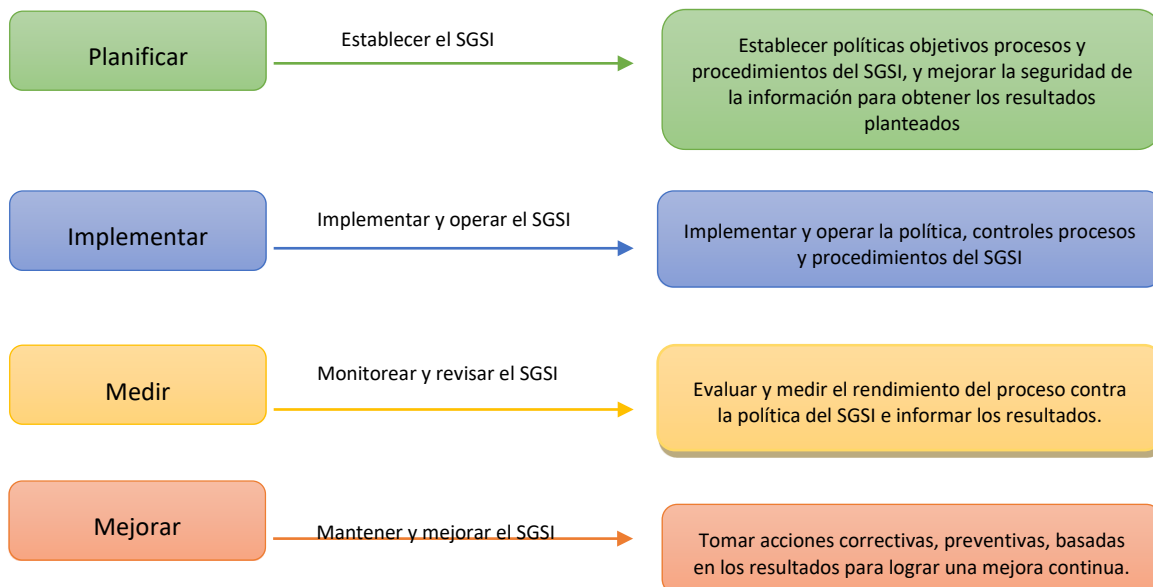 Planificar
Establecer el SGSI
Establecer políticas objetivos procesos y
procedimientos del SGSI, y mejorar la seguridad de
la información para obtener los resultados
planteados
Implementar
Implementar y operar el SGSI
Implementar y operar la política, controles procesos
y procedimientos del SGSI
Medir
Monitorear y revisar el SGSI
Evaluar y medir el rendimiento del proceso contra
la política del SGSI e informar los resultados.
Mejorar
Mantener y mejorar el SGSI
Tomar acciones correctivas, preventivas, basadas
en los resultados para lograr una mejora continua.